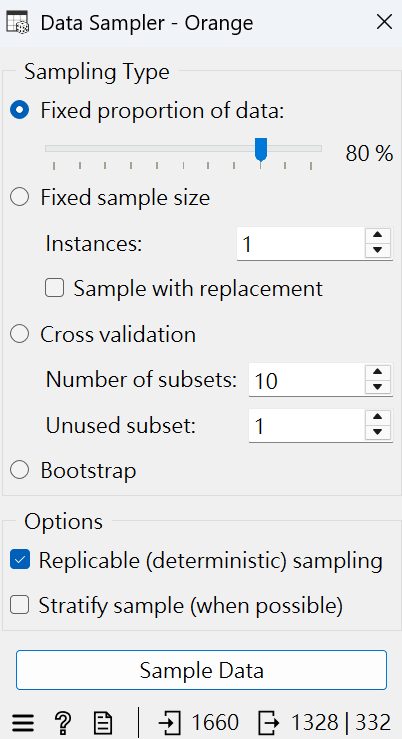 Data Sampler - Orange
Sampling Type
Fixed proportion of data:
80 %
Fixed sample size
Instances: 1
Sample with replacement
Cross validation
Number of subsets: 10
Unused subset: 1
Bootstrap
Options
Replicable (deterministic) sampling
Stratify sample (when possible)
Sample Data
? 1660 1328 | 332